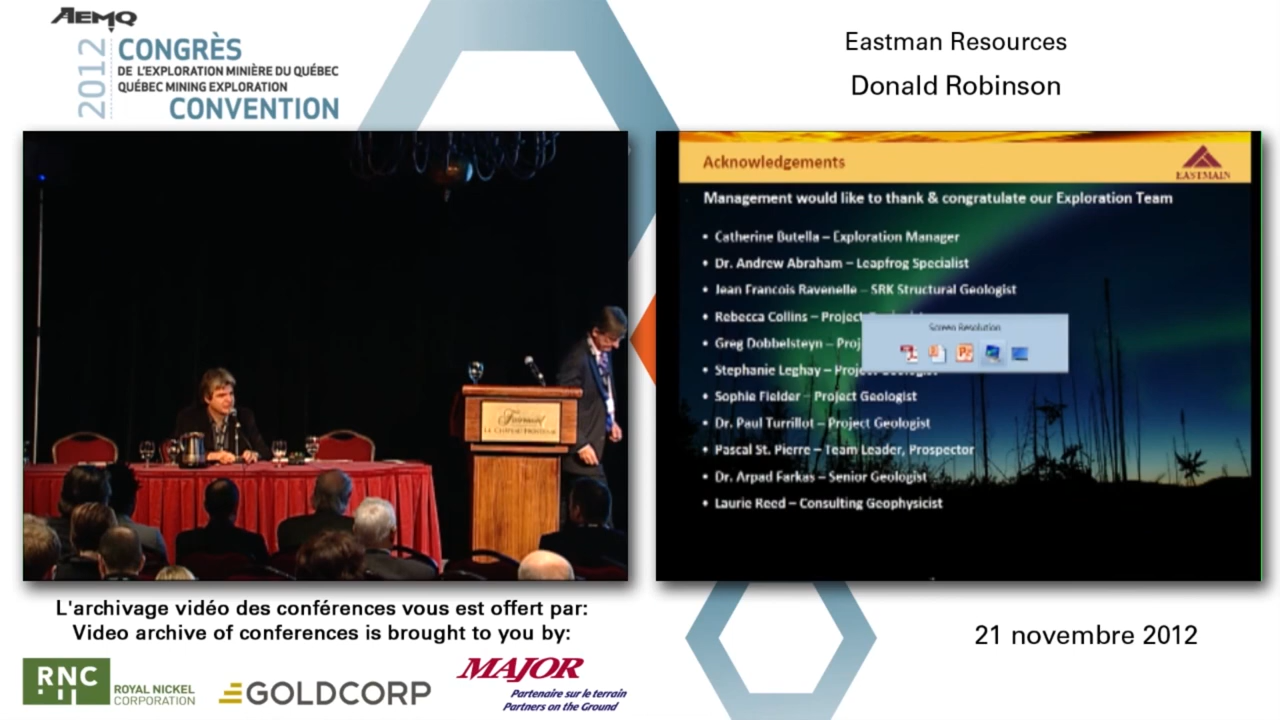 AEMQ
2012
CONGRÈS
DE L'EXPLORATION MINIÈRE DU QUÉBEC
QUÉBEC MINING EXPLORATION
CONVENTION
Eastman Resources
Donald Robinson
Fairmont
LE CHÂTEAU FRONTENAC
Acknowledgements
EASTMAIN
Management would like to thank & congratulate our Exploration Team
• Catherine Butella – Exploration Manager
• Dr. Andrew Abraham – Leapfrog Specialist
• Jean Francois Ravenelle – SRK Structural Geologist
• Rebecca Collins – Project
• Greg Dobbelsteyn –
• Stephanie Leghay –
• Sophie Fielder – Project Geologist
• Dr. Paul Turrillot – Project Geologist
• Pascal St. Pierre – Team Leader, Prospector
• Dr. Arpad Farkas – Senior Geologist
• Laurie Reed – Consulting Geophysicist
Screen Resolution
L'archivage vidéo des conférences vous est offert par:
Video archive of conferences is brought to you by:
RNC
ROYAL NICKEL
CORPORATION
GOLDCORP
MAJOR
Partenaire sur le terrain
Partners on the Ground
21 novembre 2012